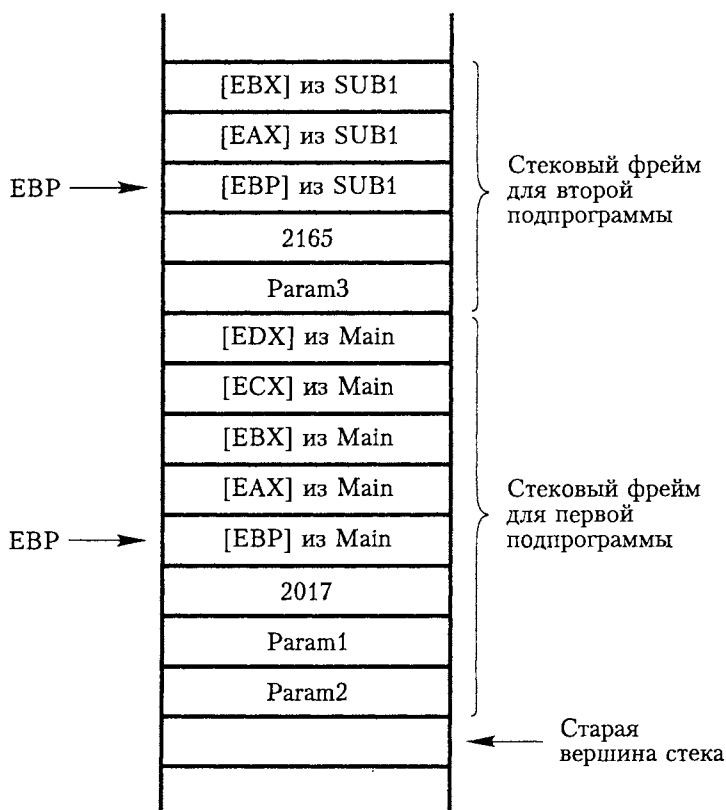 [EBX] из SUB1
[EAX] из SUB1
EBP
[EBP] из SUB1
2165
Param3
Стековый фрейм
для второй
подпрограммы
[EDX] из Main
[ECX] из Main
[EBX] из Main
[EAX] из Main
EBP
[EBP] из Main
2017
Param1
Param2
Стековый фрейм
для первой
подпрограммы
Старая
вершина стека